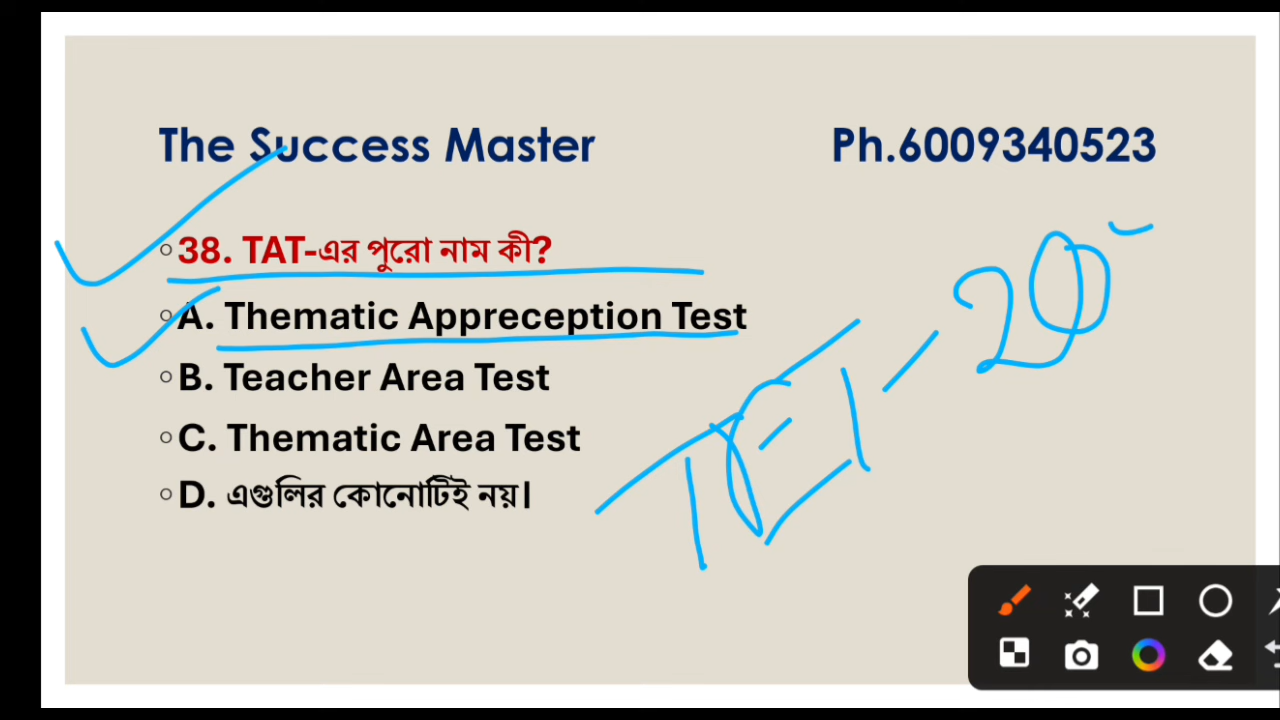 The Success Master Ph.6009340523
38. TAT-এর পুরো নাম কী?
A. Thematic Appreception Test
B. Teacher Area Test
C. Thematic Area Test
D. এগুলির কোনোটিই নয়।
TET - 20